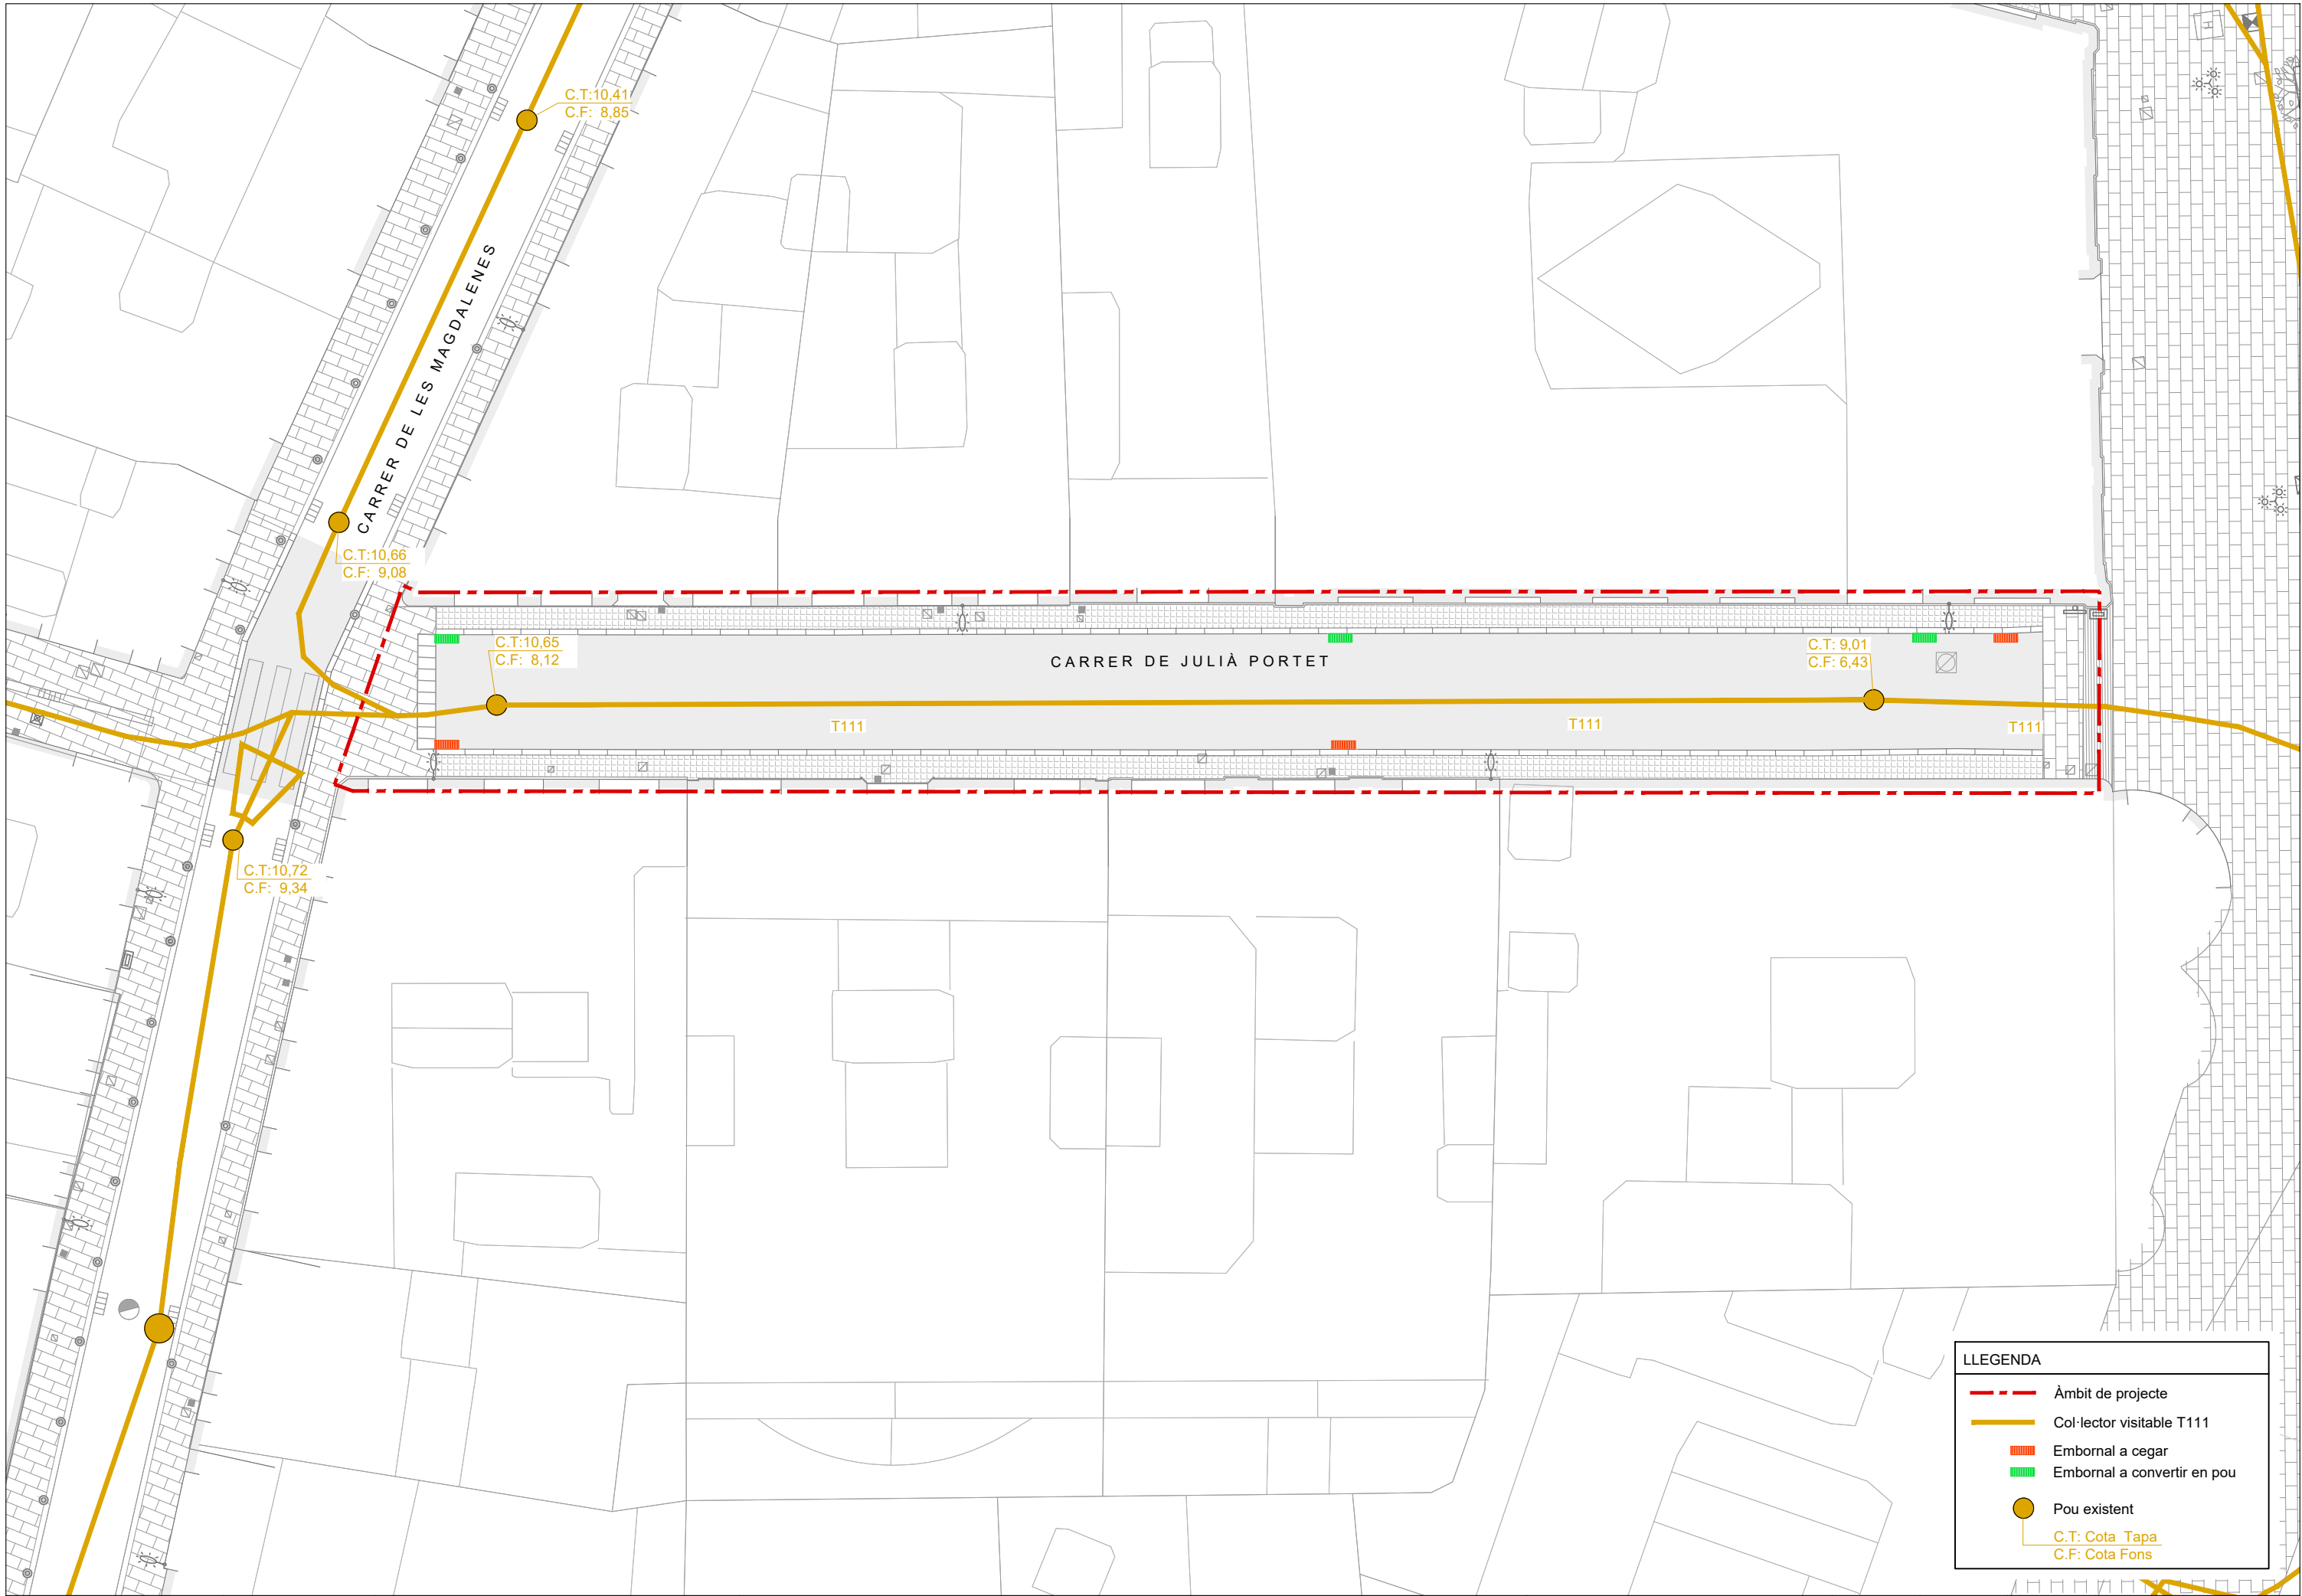 C.T:10,41
C.F: 8,85
CARRER DE LES MAGDALENES
C.T:10,66
C.F: 9,08
C.T:10,65
C.F: 8,12
CARRER DE JULIÀ PORTET
C.T: 9,01
C.F: 6,43
T111
T111
T111
C.T:10,72
C.F: 9,34
LLEGENDA
Àmbit de projecte
Col·lector visitable T111
Embornal a cegar
Embornal a convertir en pou
Pou existent
C.T: Cota Tapa
C.F: Cota Fons